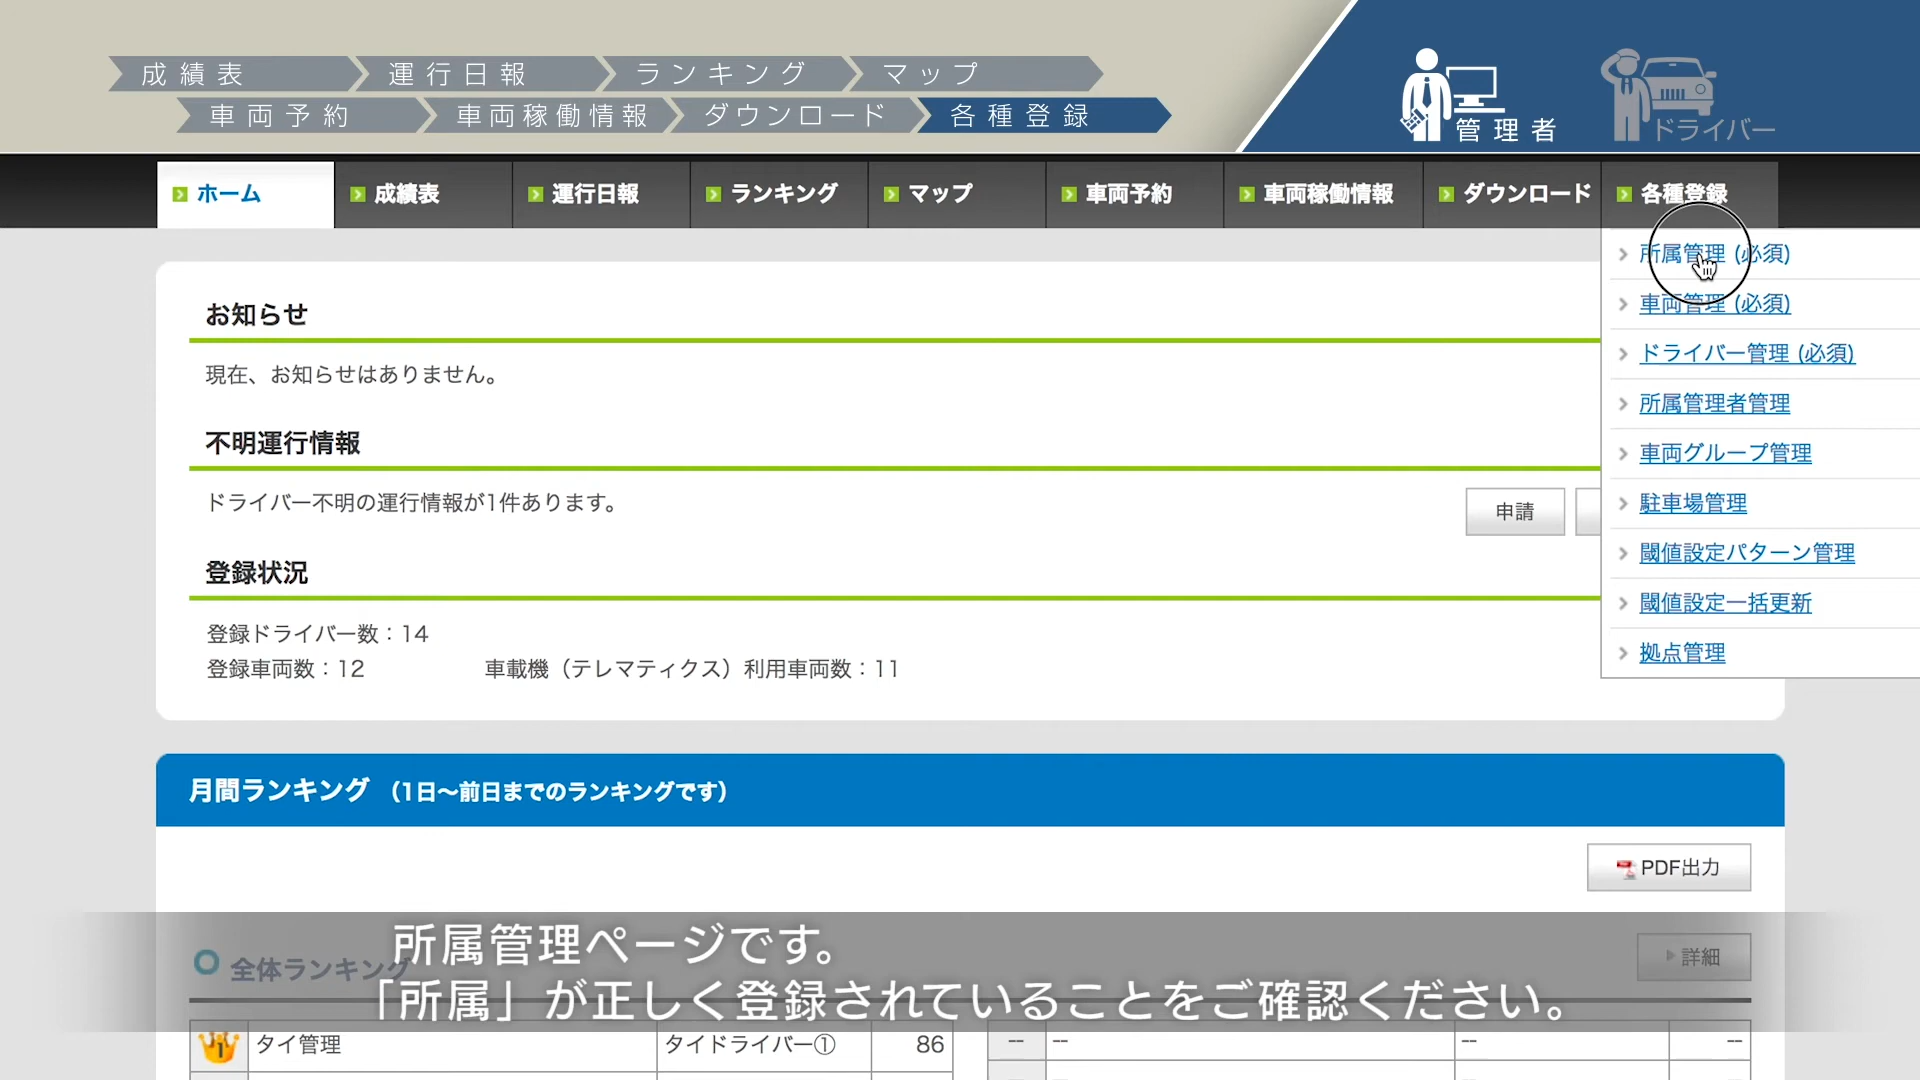 成績表 運行日報 ランキング マップ
車両予約 車両稼働情報 ダウンロード 各種登録
管理者 ドライバー
ホーム 成績表 運行日報 ランキング マップ 車両予約 車両稼働情報 ダウンロード 各種登録
所属管理 (必須)
車両管理 (必須)
ドライバー管理 (必須)
所属管理者管理
車両グループ管理
駐車場管理
閾値設定パターン管理
閾値設定一括更新
拠点管理
お知らせ
現在、お知らせはありません。
不明運行情報
ドライバー不明の運行情報が1件あります。
申請
登録状況
登録ドライバー数：14
登録車両数：12 車載機（テレマティクス）利用車両数：11
月間ランキング （1日〜前日までのランキングです）
PDF出力
全体ランキング
詳細
所属管理ページです。
「所属」が正しく登録されていることをご確認ください。
1 タイ管理 タイドライバー① 86 -- -- -- --